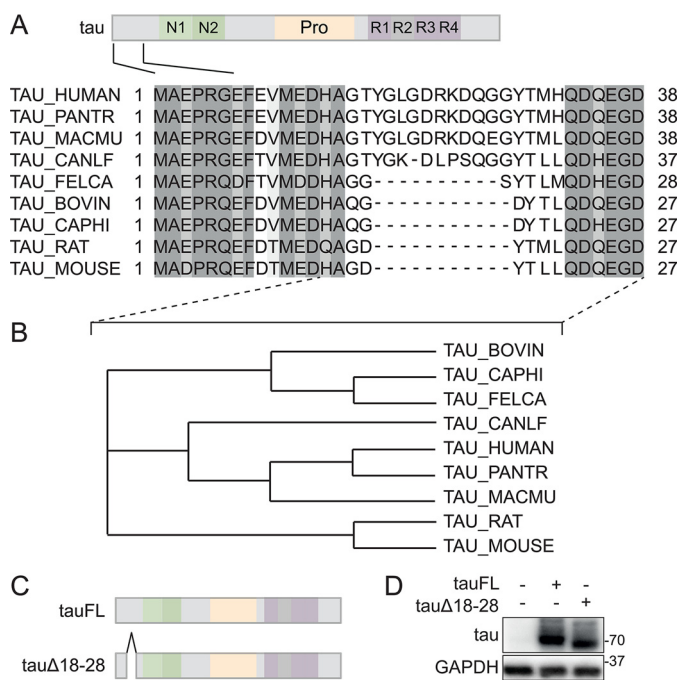 A
tau N1 N2 Pro R1 R2 R3 R4
TAU_HUMAN 1 MAEPRGEFEVMEDHAGTYGLGDRKDQGGYTMHQDQEGD 38
TAU_PANTR 1 MAEPRGEFEVMEDHAGTYGLGDRKDQGGYTMHQDQEGD 38
TAU_MACMU 1 MAEPRGEFEVMEDHAGTYGLGDRKDQEGYTMLQDQEGD 38
TAU_CANLF 1 MAEPRGEFTVMEDHAGTYGK-DLPSQGGYTLLQDHEGD 37
TAU_FELCA 1 MAEPRQDFTVMDDHAGG----------SYTLMQDHEGD 28
TAU_BOVIN 1 MAEPRQEFDVMEDHAQG-----------DYTLQDQEGD 27
TAU_CAPHI 1 MAEPRQEFDVMEDHAQG-----------DYTLQDHEGD 27
TAU_RAT 1 MAEPRQEFDTMEDQAGD-----------YTMLQDQEGD 27
TAU_MOUSE 1 MADPRQEFDTMEDHAGD-----------YTLLQDQEGD 27
B
TAU_BOVIN
TAU_CAPHI
TAU_FELCA
TAU_CANLF
TAU_HUMAN
TAU_PANTR
TAU_MACMU
TAU_RAT
TAU_MOUSE
C
tauFL
tauΔ18-28
D
tauFL - + -
tauΔ18-28 - - +
tau -70
GAPDH -37